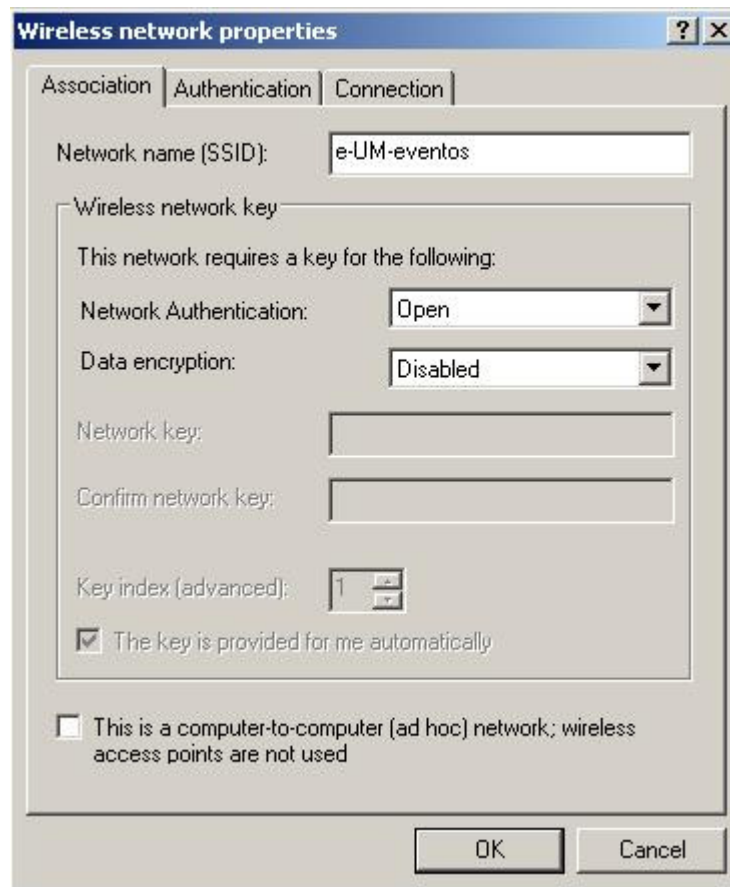 Wireless network properties
Association Authentication Connection
Network name (SSID): e-UM-eventos
Wireless network key
This network requires a key for the following:
Network Authentication: Open
Data encryption: Disabled
Network key:
Confirm network key:
Key index (advanced): 1
The key is provided for me automatically
This is a computer-to-computer (ad hoc) network; wireless
access points are not used
OK Cancel